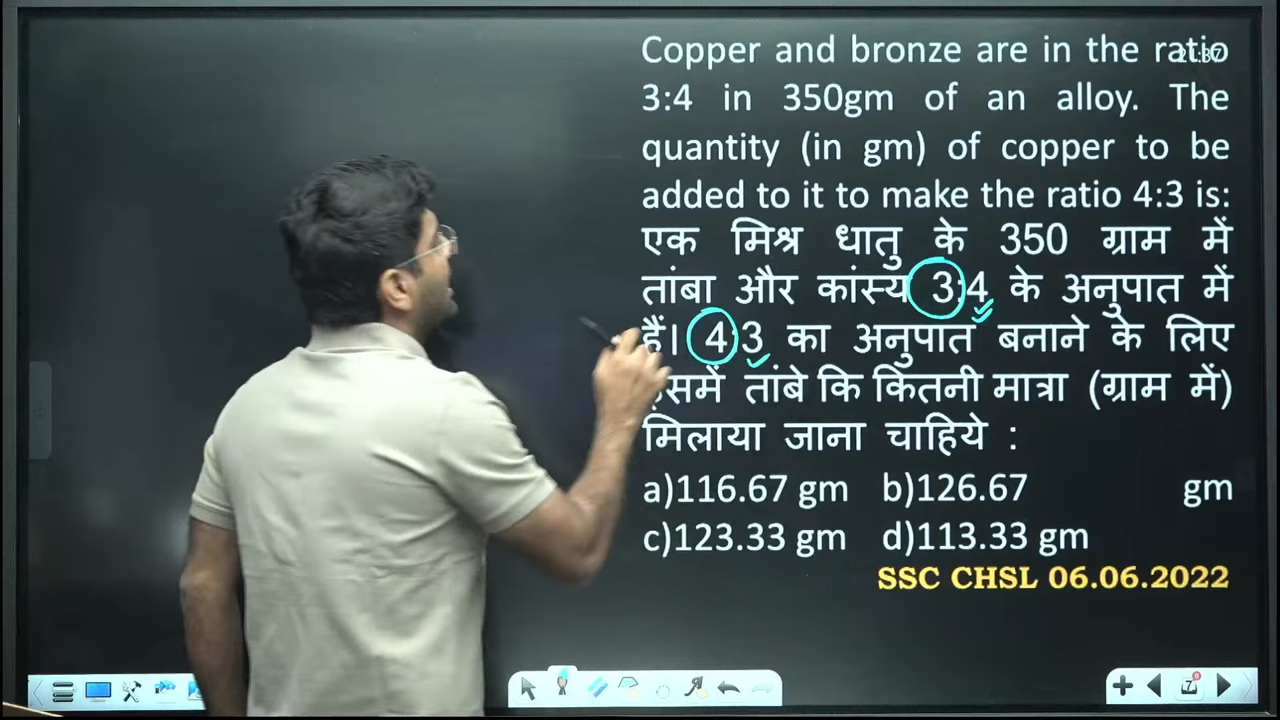 Copper and bronze are in the ratio
21:37
3:4 in 350gm of an alloy. The
quantity (in gm) of copper to be
added to it to make the ratio 4:3 is:
एक मिश्र धातु के 350 ग्राम में
तांबा और कांस्य 3:4 के अनुपात में
हैं। 4:3 का अनुपात बनाने के लिए
इसमें तांबे कि कितनी मात्रा (ग्राम में)
मिलाया जाना चाहिये :
a)116.67 gm b)126.67 gm
c)123.33 gm d)113.33 gm
SSC CHSL 06.06.2022